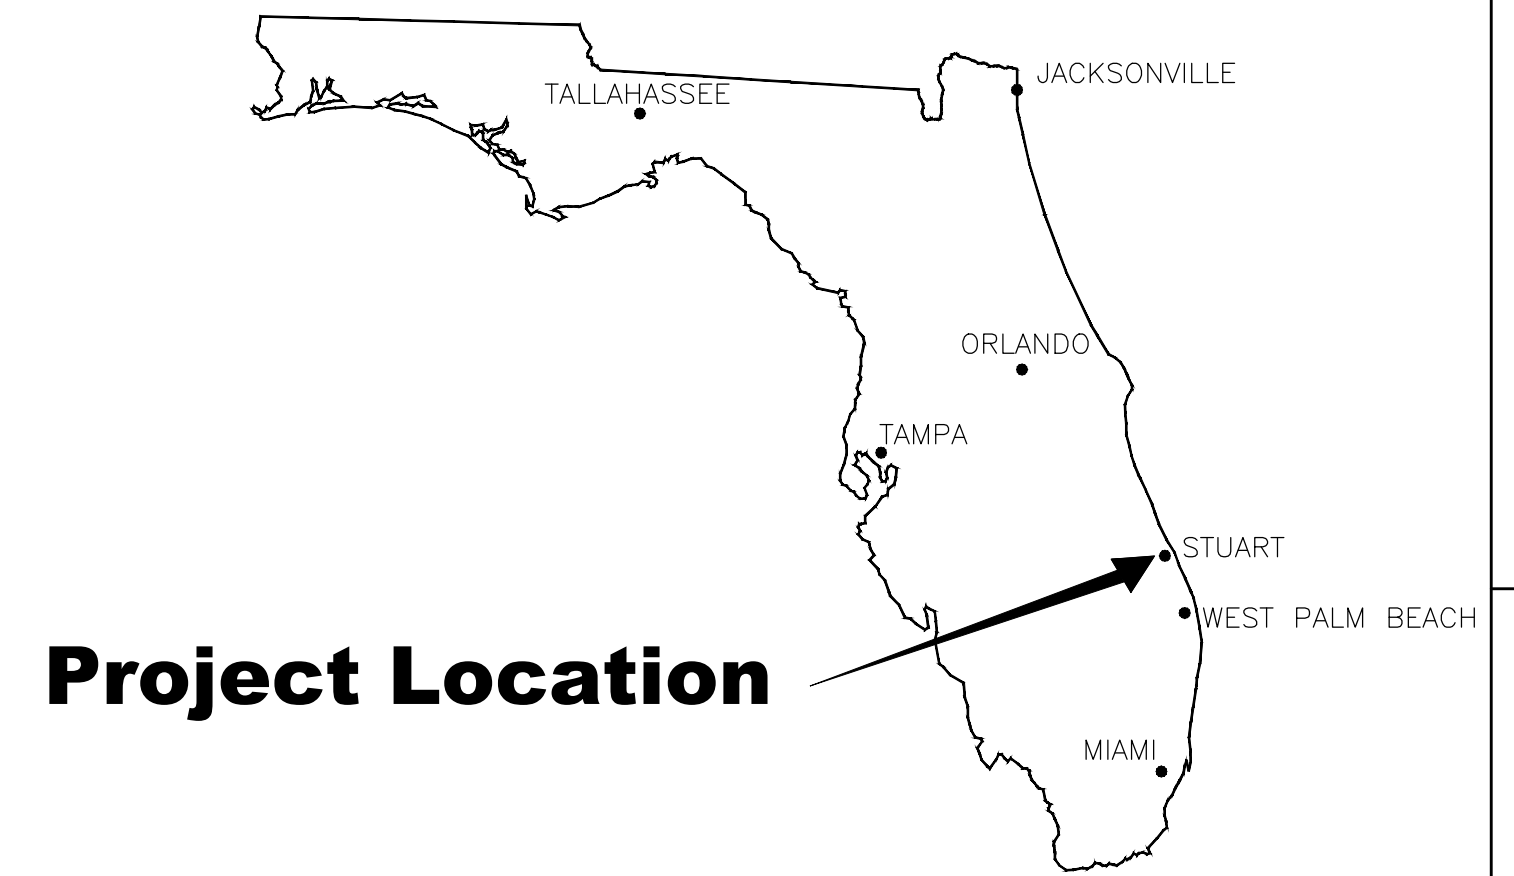 JACKSONVILLE
TALLAHASSEE
ORLANDO
TAMPA
STUART
WEST PALM BEACH
Project Location
MIAMI